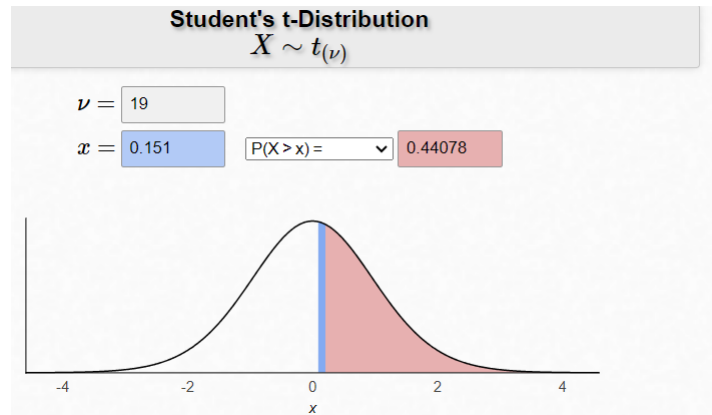 Student's t-Distribution
X ~ t(ν)
ν = 19
x = 0.151 P(X > x) = 0.44078
-4 -2 0 2 4
x